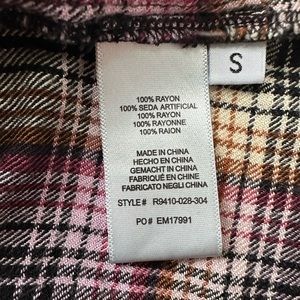 S
100% RAYON
100% SEDA ARTIFICIAL
100% RAYON
100% RAYONNE
100% RAION
MADE IN CHINA
HECHO EN CHINA
GEMACHT IN CHINA
FABRIQUÉ EN CHINE
FABRICATO NEGLI CHINA
STYLE # R9410-028-304
PO # EM17991